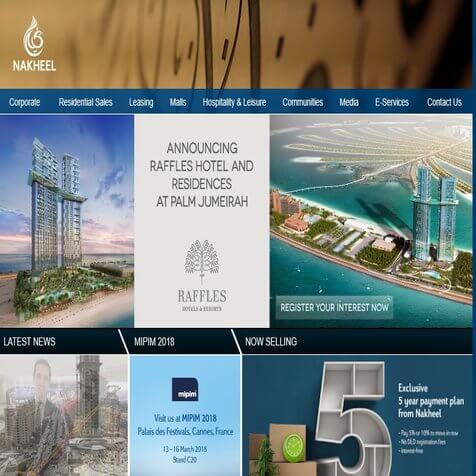 NAKHEEL
Corporate Residential Sales Leasing Malls Hospitality & Leisure Communities Media E-Services Contact Us
ANNOUNCING
RAFFLES HOTEL AND
RESIDENCES
AT PALM JUMEIRAH
RAFFLES
HOTELS & RESORTS
REGISTER YOUR INTEREST NOW
LATEST NEWS
MIPIM 2018
NOW SELLING
mipim
Visit us at MIPIM 2018
Palais des Festivals, Cannes, France
13 - 16 March 2018
Stand C20
5
Exclusive
5 year payment plan
from Nakheel
• Pay 5% or 10% to move in now
• No DLD registration fees
• Interest-free